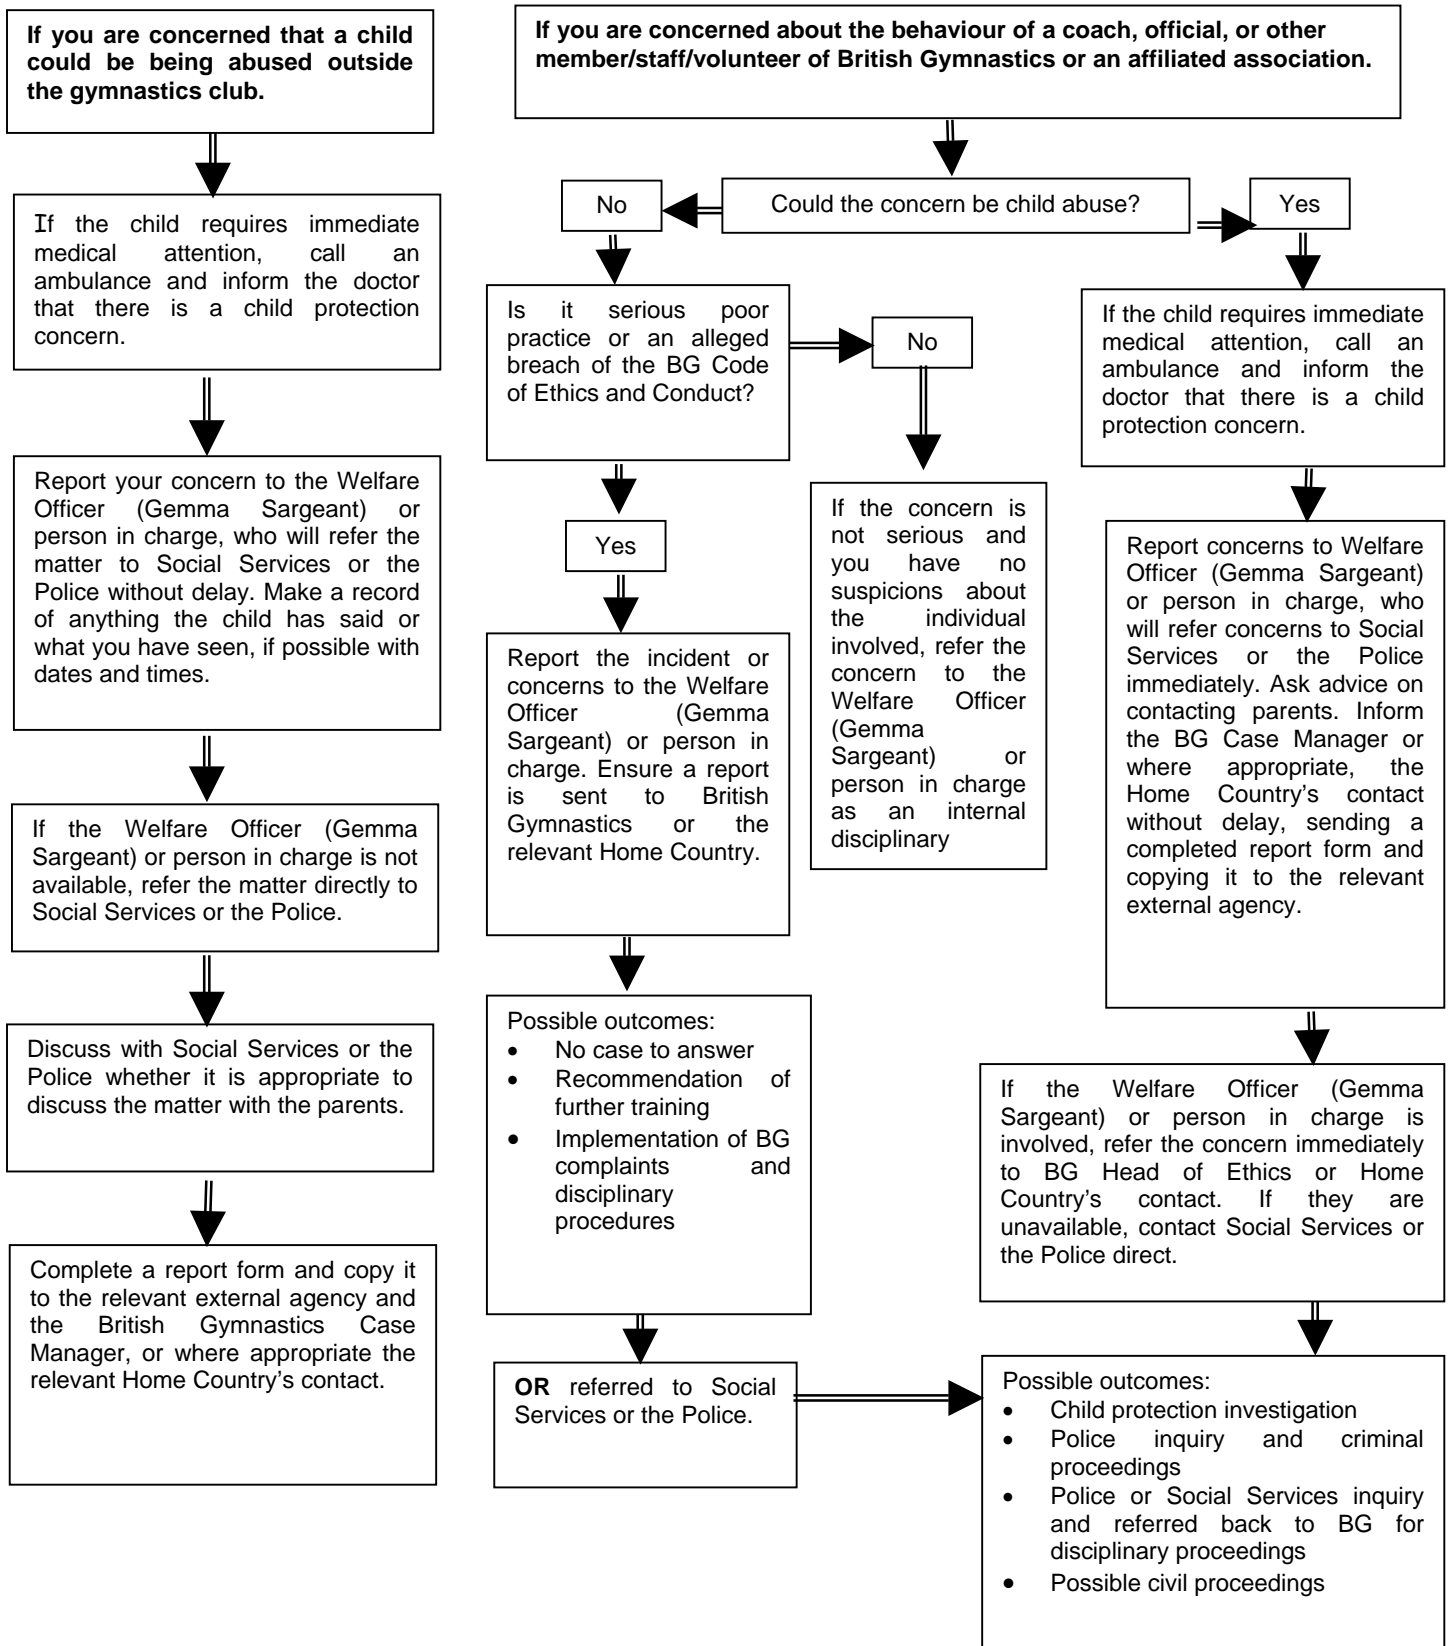 If you are concerned that a child
could be being abused outside
the gymnastics club.
If the child requires immediate
medical attention, call an
ambulance and inform the doctor
that there is a child protection
concern.
Report your concern to the Welfare
Officer (Gemma Sargeant) or
person in charge, who will refer the
matter to Social Services or the
Police without delay. Make a record
of anything the child has said or
what you have seen, if possible with
dates and times.
If the Welfare Officer (Gemma
Sargeant) or person in charge is not
available, refer the matter directly to
Social Services or the Police.
Discuss with Social Services or the
Police whether it is appropriate to
discuss the matter with the parents.
Complete a report form and copy it
to the relevant external agency and
the British Gymnastics Case
Manager, or where appropriate the
relevant Home Country's contact.
If you are concerned about the behaviour of a coach, official, or other
member/staff/volunteer of British Gymnastics or an affiliated association.
Could the concern be child abuse?
No
Is it serious poor
practice or an alleged
breach of the BG Code
of Ethics and Conduct?
No
If the concern is
not serious and
you have no
suspicions about
the individual
involved, refer the
concern to the
Welfare Officer
(Gemma
Sargeant) or
person in charge
as an internal
disciplinary
Yes
Report the incident or
concerns to the Welfare
Officer (Gemma
Sargeant) or person in
charge. Ensure a report
is sent to British
Gymnastics or the
relevant Home Country.
Possible outcomes:
• No case to answer
• Recommendation of
further training
• Implementation of BG
complaints and
disciplinary
procedures
OR referred to Social
Services or the Police.
Yes
If the child requires immediate
medical attention, call an
ambulance and inform the
doctor that there is a child
protection concern.
Report concerns to Welfare
Officer (Gemma Sargeant)
or person in charge, who
will refer concerns to Social
Services or the Police
immediately. Ask advice on
contacting parents. Inform
the BG Case Manager or
where appropriate, the
Home Country's contact
without delay, sending a
completed report form and
copying it to the relevant
external agency.
If the Welfare Officer (Gemma
Sargeant) or person in charge is
involved, refer the concern immediately
to BG Head of Ethics or Home
Country's contact. If they are
unavailable, contact Social Services or
the Police direct.
Possible outcomes:
• Child protection investigation
• Police inquiry and criminal
proceedings
• Police or Social Services inquiry
and referred back to BG for
disciplinary proceedings
• Possible civil proceedings